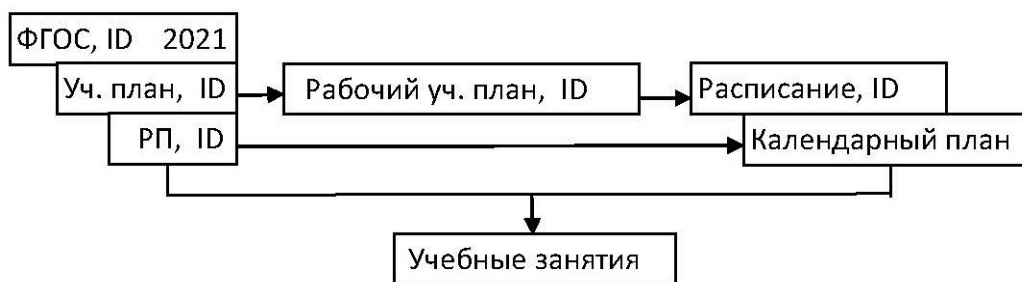 ФГОС, ID 2021
Уч. план, ID
Рабочий уч. план, ID
Расписание, ID
РП, ID
Календарный план
Учебные занятия